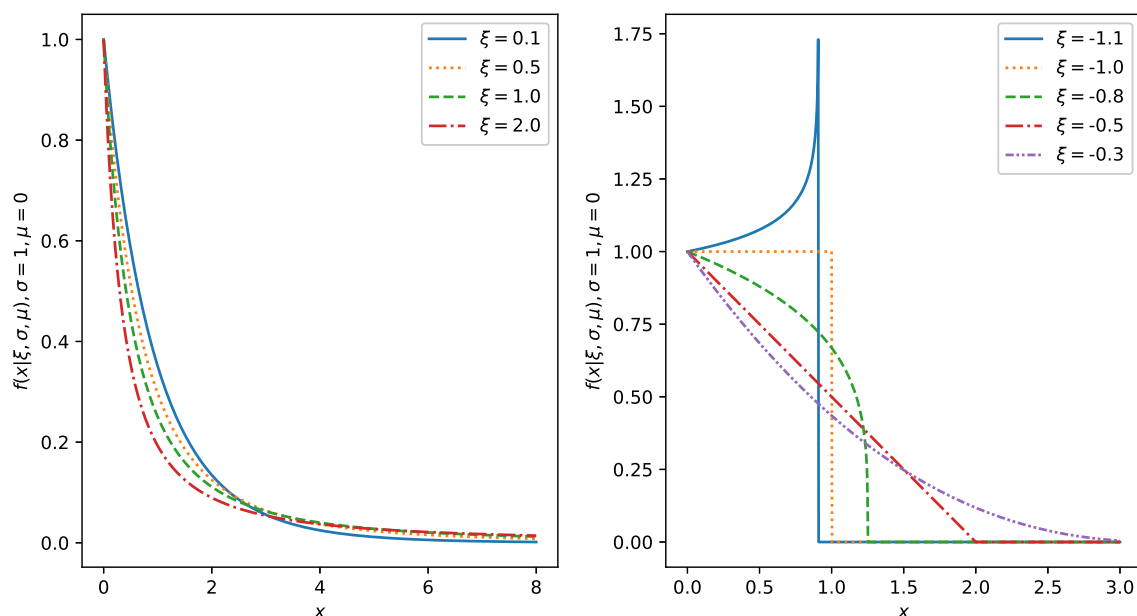 1.0
0.8
0.6
0.4
0.2
0.0
0
2
4
6
8
x
f(x|ξ, σ, μ), σ = 1, μ = 0
ξ = 0.1
ξ = 0.5
ξ = 1.0
ξ = 2.0
1.75
1.50
1.25
1.00
0.75
0.50
0.25
0.00
0.0
0.5
1.0
1.5
2.0
2.5
3.0
x
f(x|ξ, σ, μ), σ = 1, μ = 0
ξ = -1.1
ξ = -1.0
ξ = -0.8
ξ = -0.5
ξ = -0.3